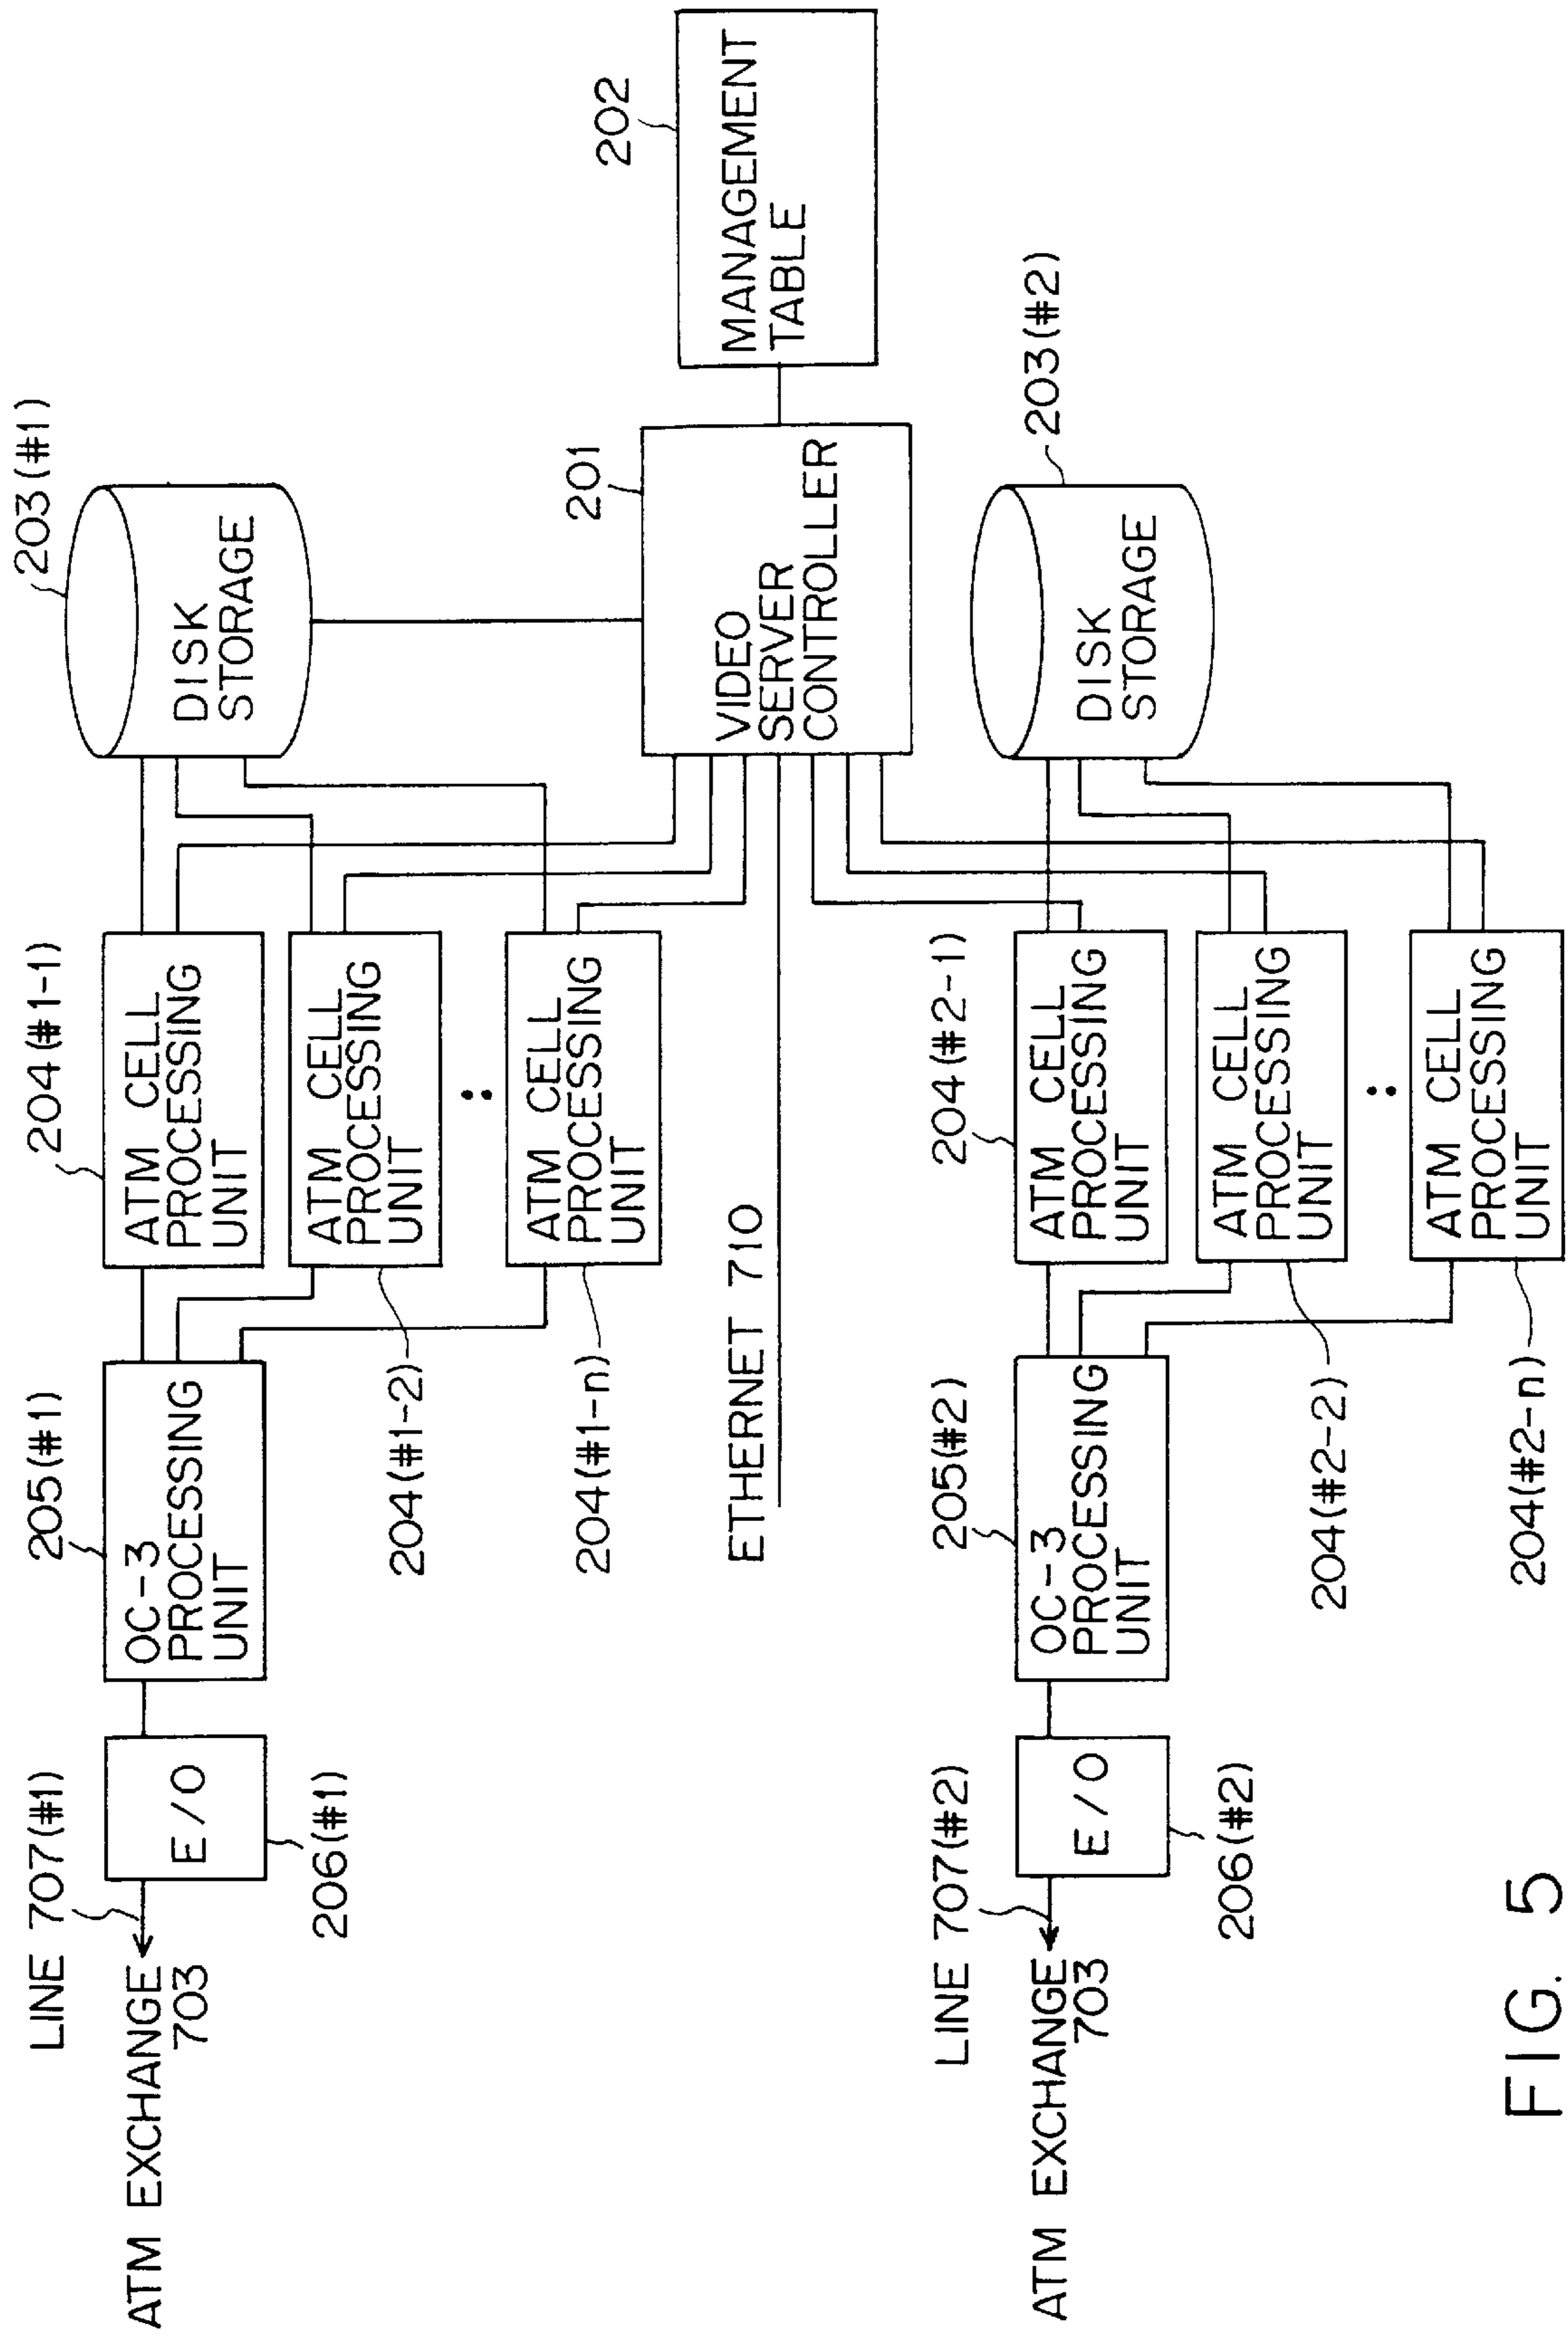 203(#1)
DISK
STORAGE
204(#1-1)
ATM CELL
PROCESSING
UNIT
ATM CELL
PROCESSING
UNIT
204(#1-2)
ATM CELL
PROCESSING
UNIT
204(#1-n)
205(#1)
OC-3
PROCESSING
UNIT
E/O
206(#1)
LINE 707(#1)
ATM EXCHANGE
703
202
MANAGEMENT
TABLE
201
VIDEO
SERVER
CONTROLLER
ETHERNET 710
203(#2)
DISK
STORAGE
204(#2-1)
ATM CELL
PROCESSING
UNIT
ATM CELL
PROCESSING
UNIT
204(#2-2)
ATM CELL
PROCESSING
UNIT
204(#2-n)
205(#2)
OC-3
PROCESSING
UNIT
E/O
206(#2)
LINE 707(#2)
ATM EXCHANGE
703
FIG. 5